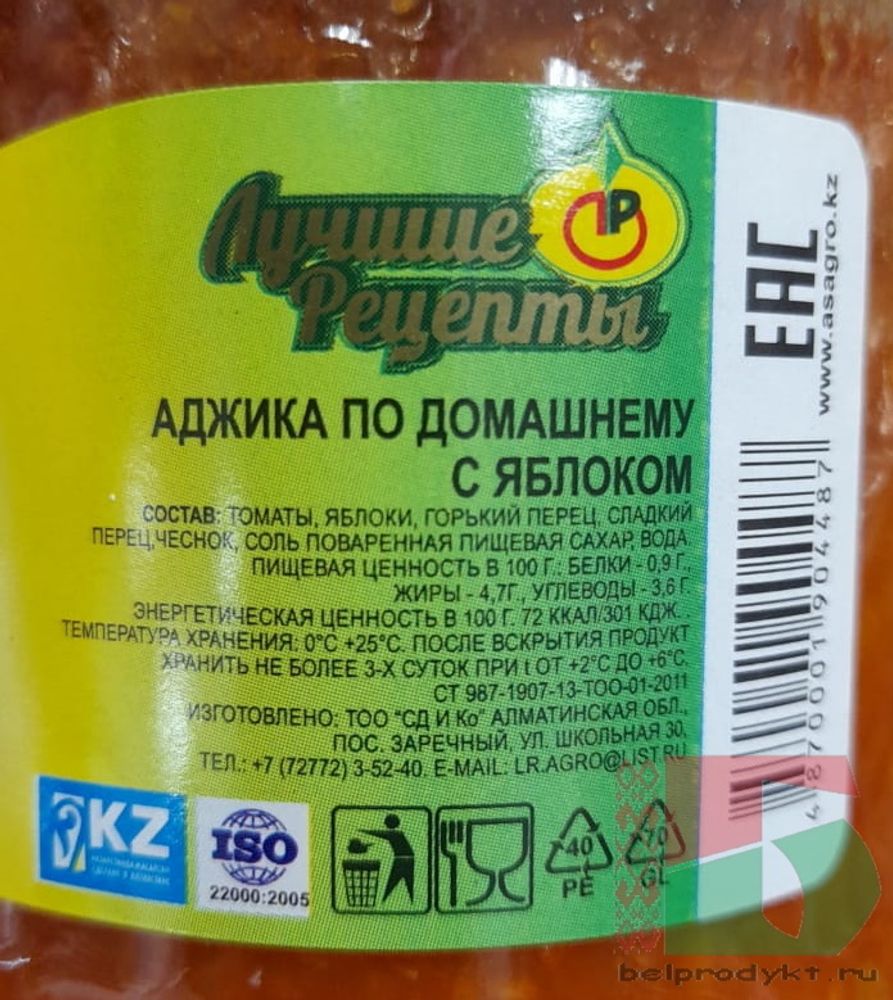 Лучшие
Рецепты
ЛР
АДЖИКА ПО ДОМАШНЕМУ
С ЯБЛОКОМ
СОСТАВ: ТОМАТЫ, ЯБЛОКИ, ГОРЬКИЙ ПЕРЕЦ, СЛАДКИЙ
ПЕРЕЦ,ЧЕСНОК, СОЛЬ ПОВАРЕННАЯ ПИЩЕВАЯ САХАР, ВОДА.
ПИЩЕВАЯ ЦЕННОСТЬ В 100 Г.: БЕЛКИ - 0,9 Г.,
ЖИРЫ - 4,7Г., УГЛЕВОДЫ - 3,6 Г.
ЭНЕРГЕТИЧЕСКАЯ ЦЕННОСТЬ В 100 Г. 72 ККАЛ/301 КДЖ.
ТЕМПЕРАТУРА ХРАНЕНИЯ: 0°С +25°С. ПОСЛЕ ВСКРЫТИЯ ПРОДУКТ
ХРАНИТЬ НЕ БОЛЕЕ 3-Х СУТОК ПРИ t ОТ +2°С ДО +6°С.
СТ 987-1907-13-ТОО-01-2011
ИЗГОТОВЛЕНО: ТОО "СД И Ко" АЛМАТИНСКАЯ ОБЛ.,
ПОС. ЗАРЕЧНЫЙ, УЛ. ШКОЛЬНАЯ 30,
ТЕЛ.: +7 (72772) 3-52-40. E-MAIL: LR.AGRO@LIST.RU
KZ
ISO
22000:2005
40
PE
70
GL
EAC
www.asagro.kz
4870001904487
belprodykt.ru